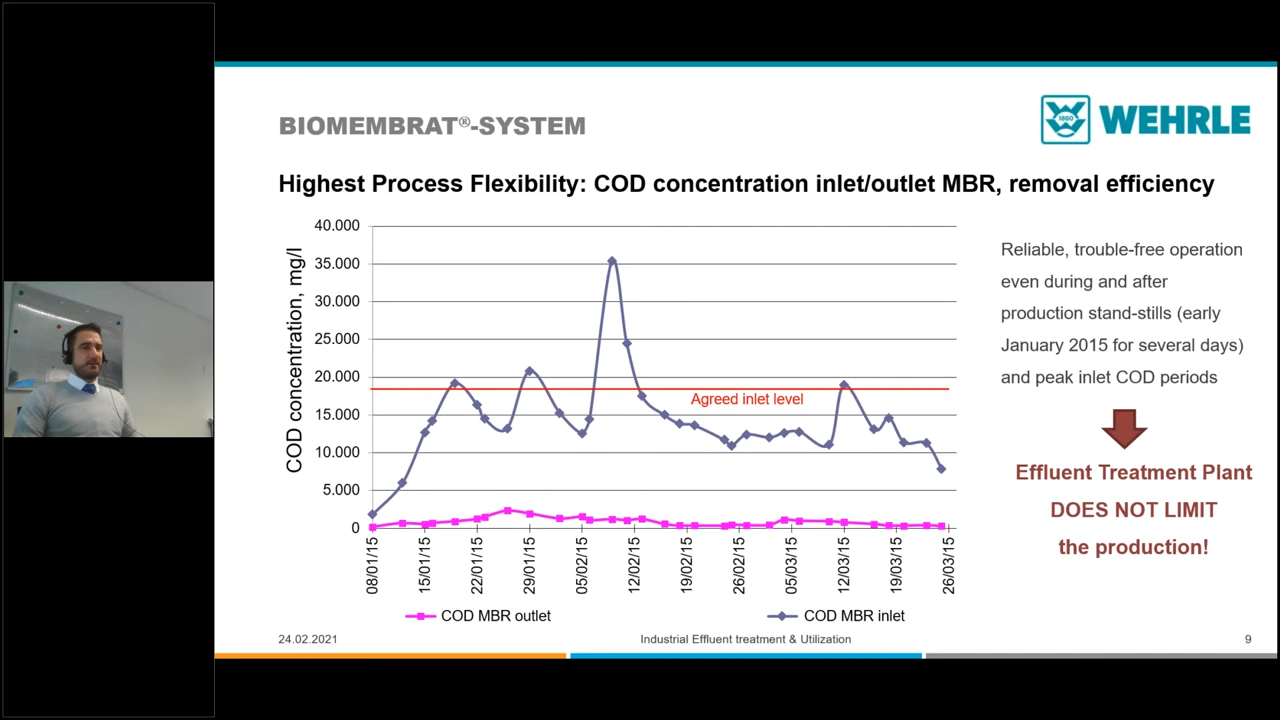 BIOMEMBRAT®-SYSTEM
1860
WEHRLE
Highest Process Flexibility: COD concentration inlet/outlet MBR, removal efficiency
COD concentration, mg/l
40.000
35.000
30.000
25.000
20.000
15.000
10.000
5.000
0
Agreed inlet level
08/01/15
15/01/15
22/01/15
29/01/15
05/02/15
12/02/15
19/02/15
26/02/15
05/03/15
12/03/15
19/03/15
26/03/15
COD MBR outlet
COD MBR inlet
Reliable, trouble-free operation
even during and after
production stand-stills (early
January 2015 for several days)
and peak inlet COD periods
Effluent Treatment Plant
DOES NOT LIMIT
the production!
24.02.2021
Industrial Effluent treatment & Utilization
9